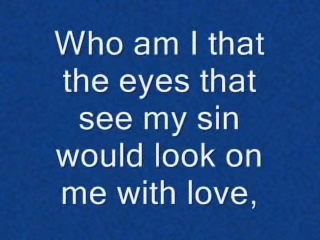 Who am I that
the eyes that
see my sin
would look on
me with love,